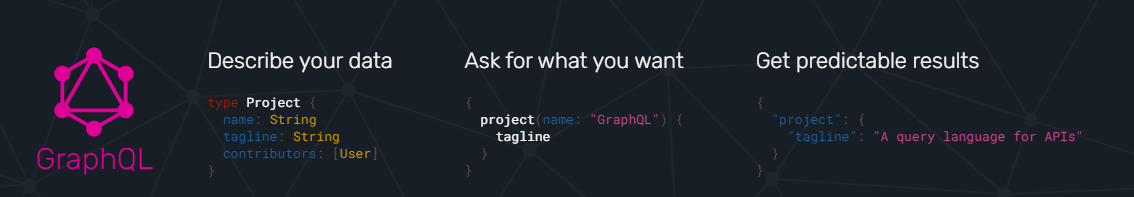 GraphQL
Describe your data
type Project {
  name: String
  tagline: String
  contributors: [User]
}
Ask for what you want
{
  project(name: "GraphQL") {
    tagline
  }
}
Get predictable results
{
  "project": {
    "tagline": "A query language for APIs"
  }
}